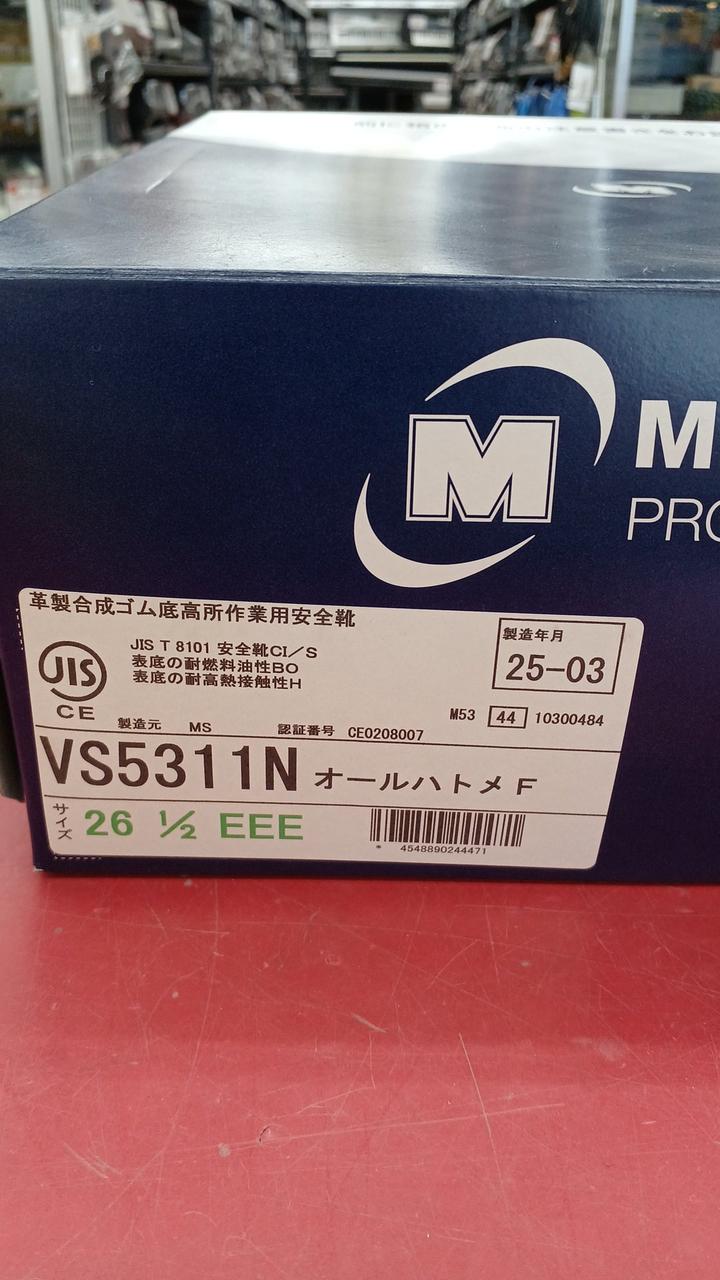 M
M
PRO
革製合成ゴム底高所作業用安全靴
JIS
CE
JIS T 8101 安全靴CI/S
表底の耐燃料油性BO
表底の耐高熱接触性H
製造年月
25-03
M53 44 10300484
製造元 MS 認証番号 CE0208007
VS5311N オールハトメF
サイズ 26 ½ EEE
* 4548890244471